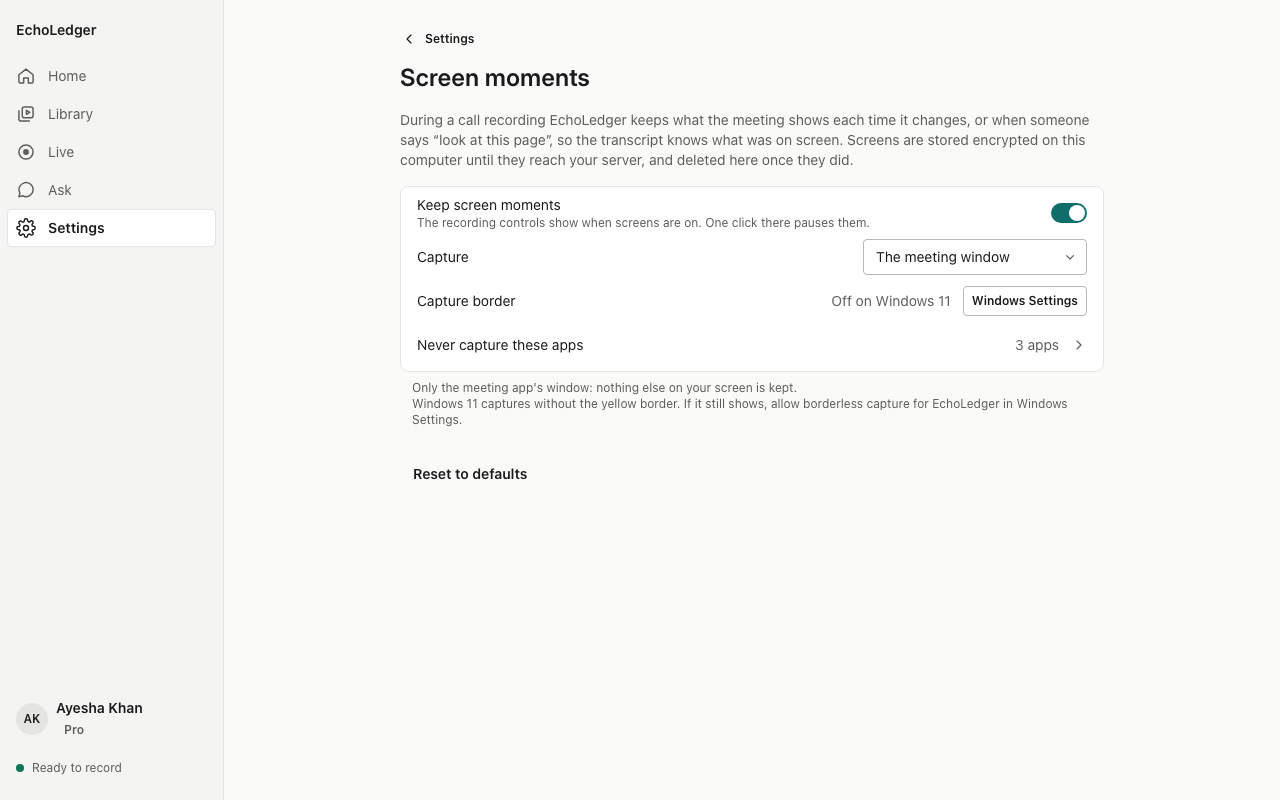 EchoLedger
Home
Library
Live
Ask
Settings
Ayesha Khan
AK
Pro
Ready to record
Settings
Screen moments
During a call recording EchoLedger keeps what the meeting shows each time it changes, or when someone
says “look at this page”, so the transcript knows what was on screen. Screens are stored encrypted on this
computer until they reach your server, and deleted here once they did.
Keep screen moments
The recording controls show when screens are on. One click there pauses them.
Capture
The meeting window
Capture border
Off on Windows 11
Windows Settings
Never capture these apps
3 apps
Only the meeting app's window: nothing else on your screen is kept.
Windows 11 captures without the yellow border. If it still shows, allow borderless capture for EchoLedger in Windows
Settings.
Reset to defaults